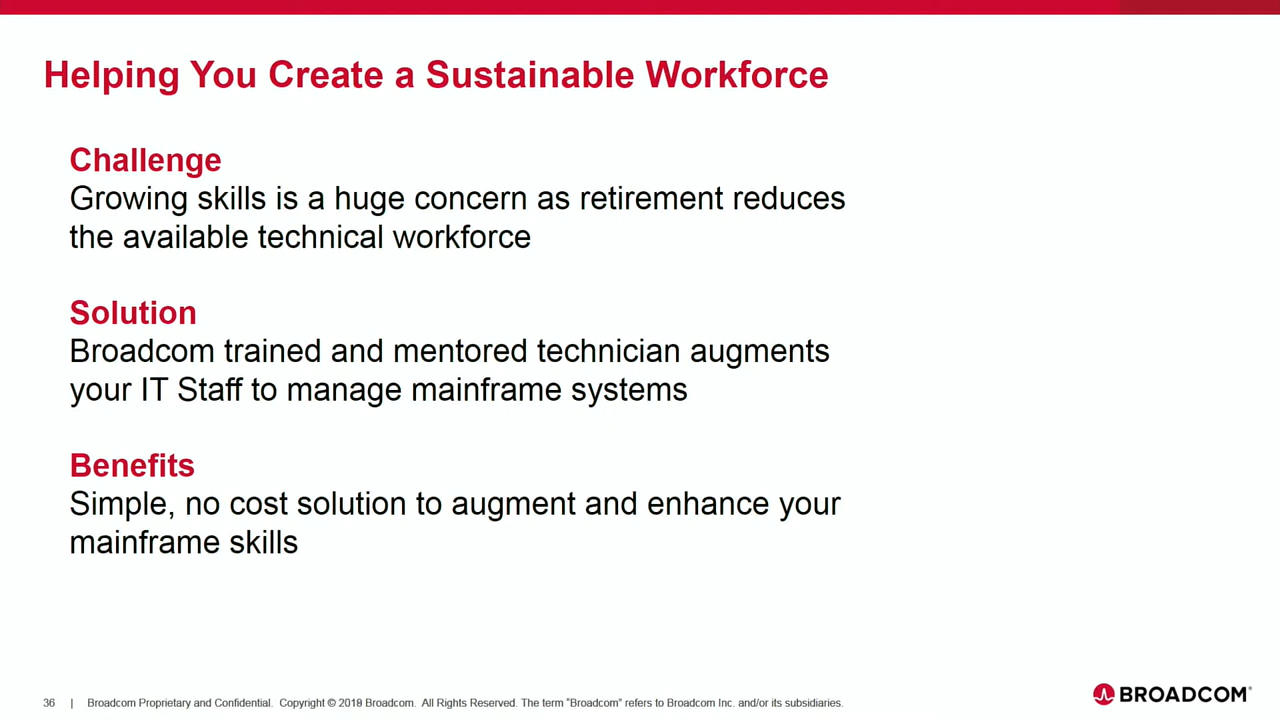 Helping You Create a Sustainable Workforce
Challenge
Growing skills is a huge concern as retirement reduces
the available technical workforce
Solution
Broadcom trained and mentored technician augments
your IT Staff to manage mainframe systems
Benefits
Simple, no cost solution to augment and enhance your
mainframe skills
36 | Broadcom Proprietary and Confidential. Copyright © Broadcom. All Rights Reserved. The term “Broadcom” refers to Broadcom Inc. and/or its subsidiaries.
BROADCOM®